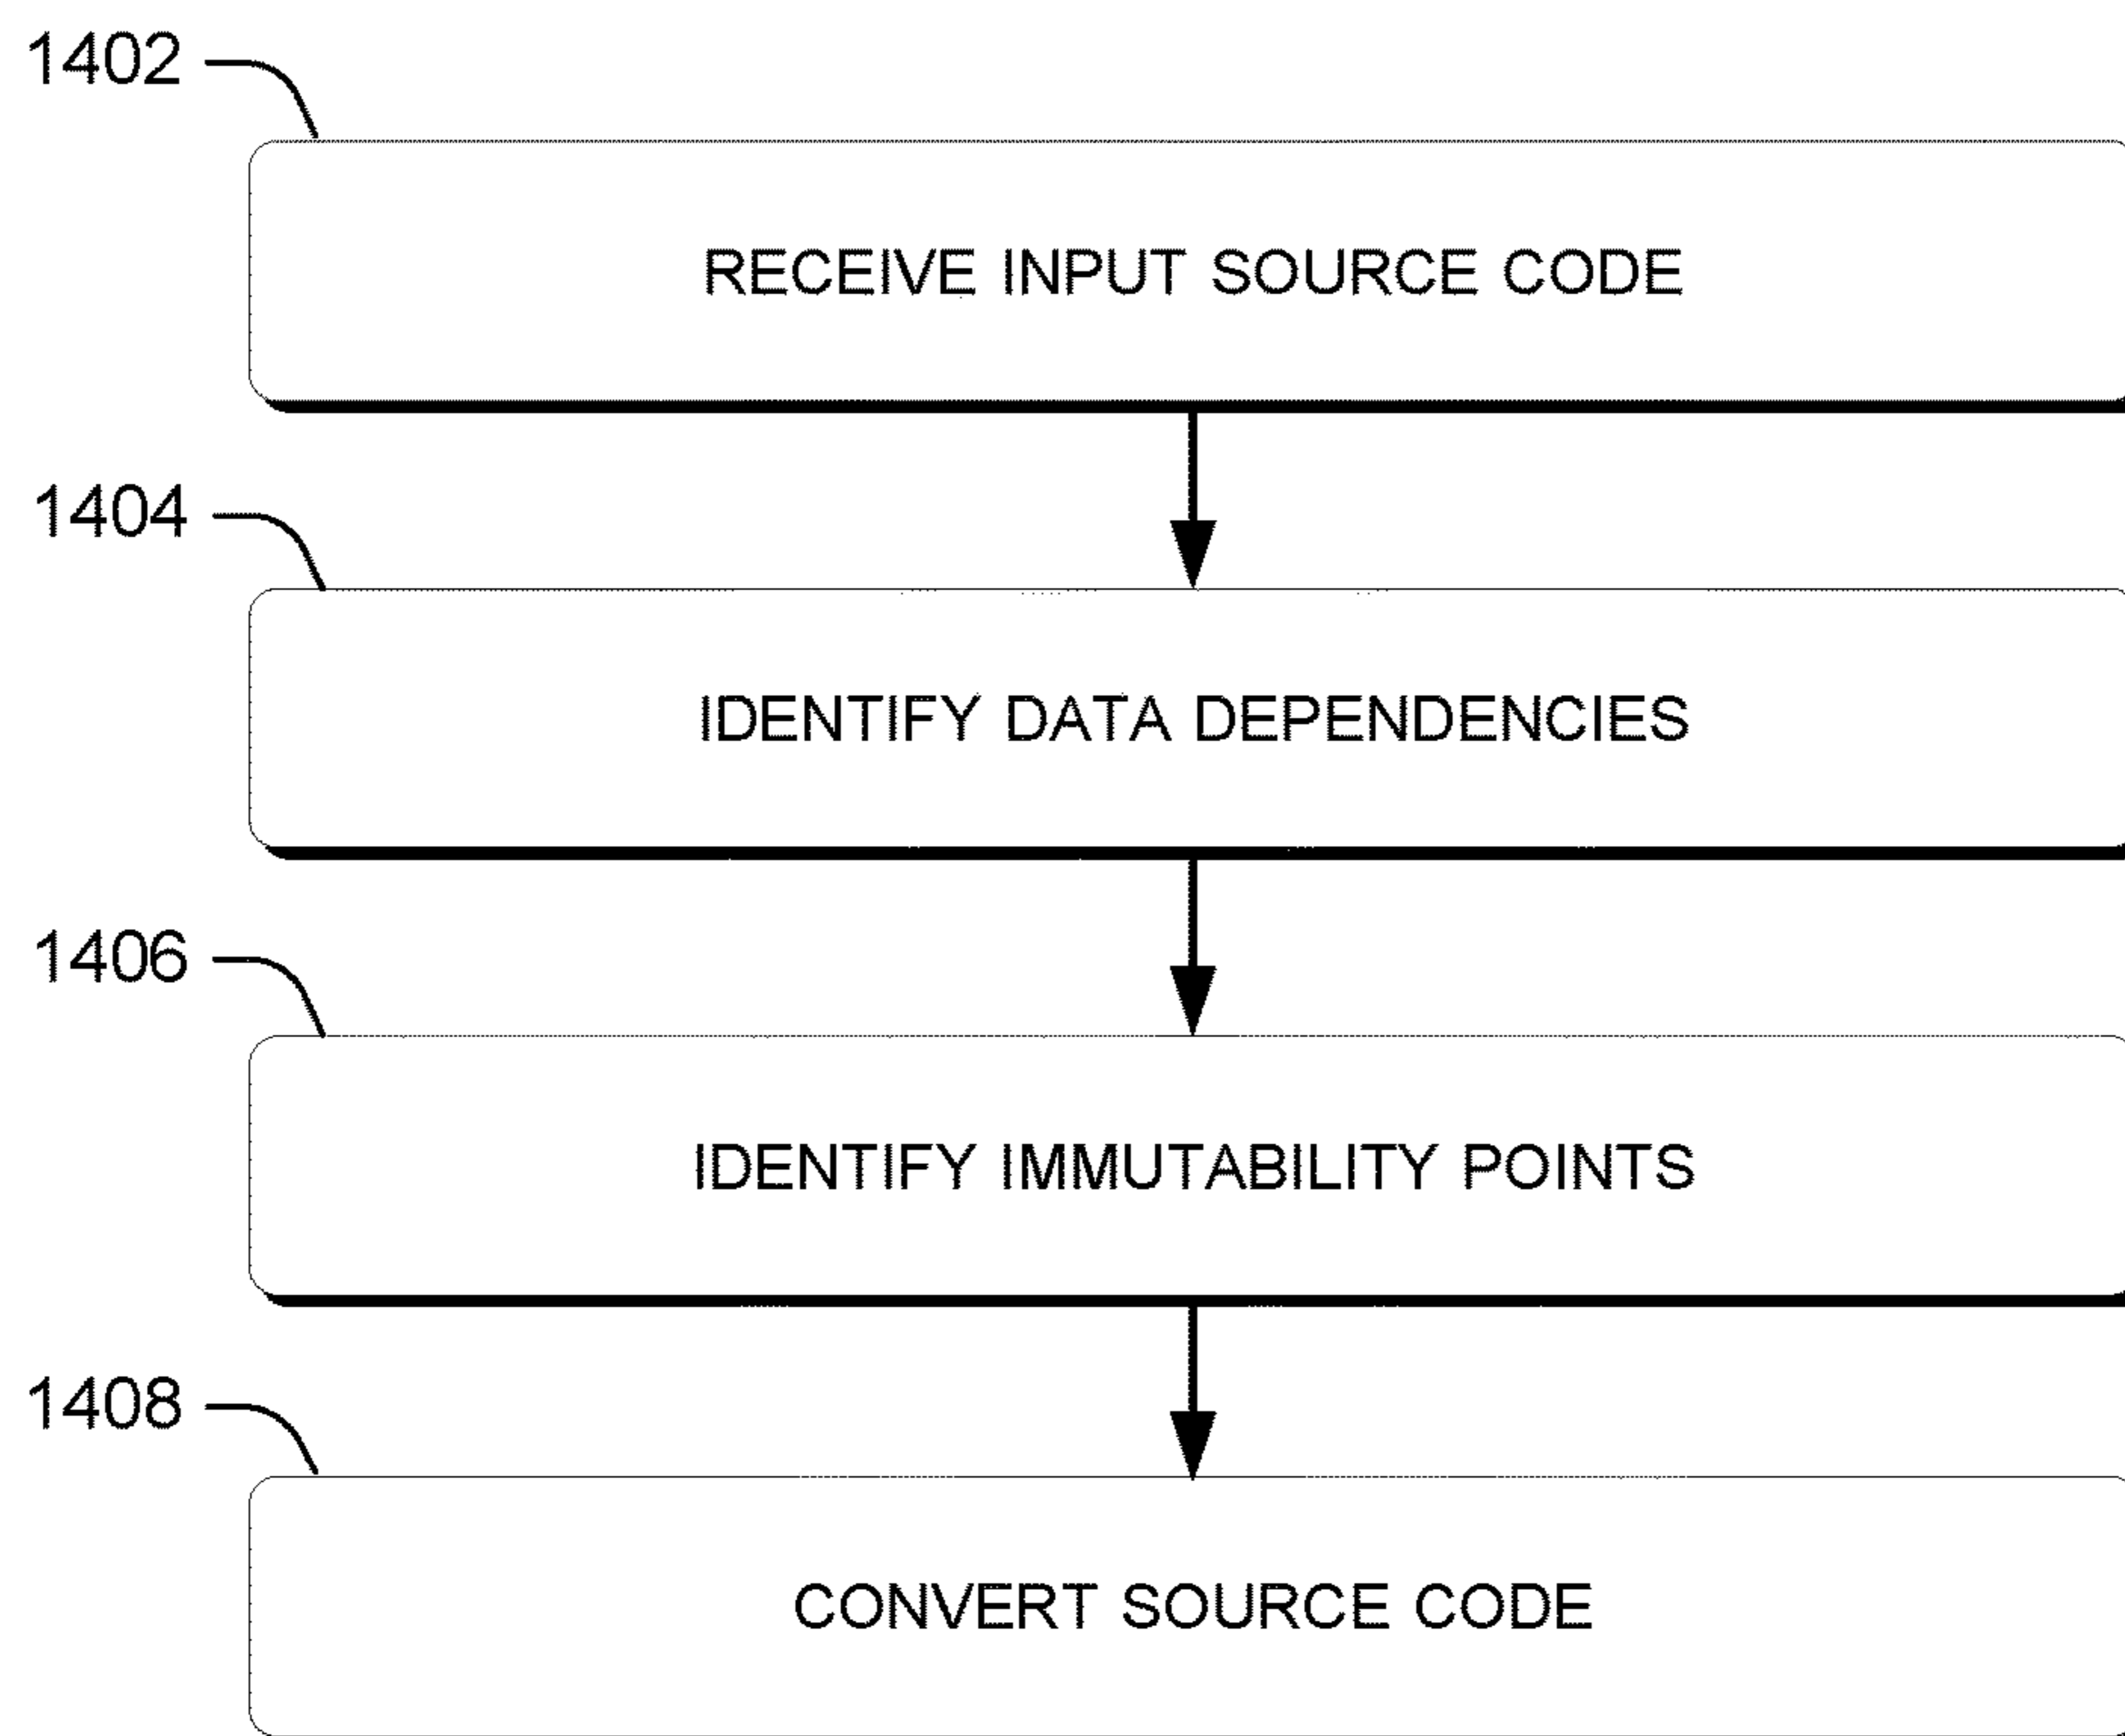 1402
RECEIVE INPUT SOURCE CODE
1404
IDENTIFY DATA DEPENDENCIES
1406
IDENTIFY IMMUTABILITY POINTS
1408
CONVERT SOURCE CODE